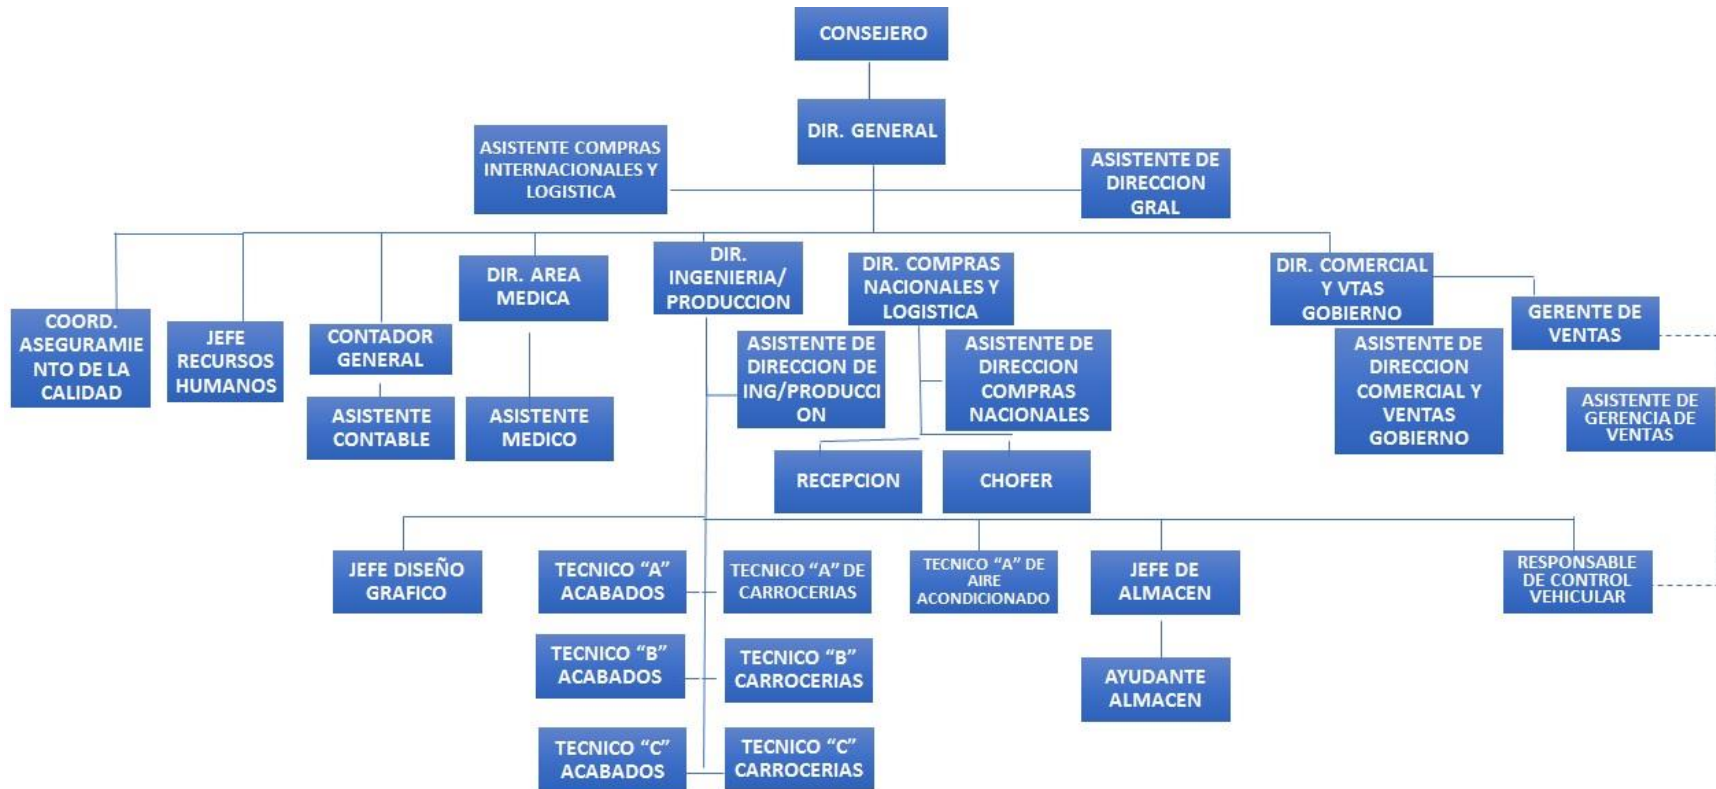 CONSEJERO
DIR. GENERAL
ASISTENTE COMPRAS
INTERNACIONALES Y
LOGISTICA
ASISTENTE DE
DIRECCION
GRAL
COORD.
ASEGURAMIE
NTO DE LA
CALIDAD
JEFE
RECURSOS
HUMANOS
CONTADOR
GENERAL
ASISTENTE
CONTABLE
DIR. AREA
MEDICA
ASISTENTE
MEDICO
DIR.
INGENIERIA/
PRODUCCION
ASISTENTE DE
DIRECCION DE
ING/PRODUCCI
ON
DIR. COMPRAS
NACIONALES Y
LOGISTICA
ASISTENTE DE
DIRECCION
COMPRAS
NACIONALES
RECEPCION
CHOFER
DIR. COMERCIAL
Y VTAS
GOBIERNO
ASISTENTE DE
DIRECCION
COMERCIAL Y
VENTAS
GOBIERNO
GERENTE DE
VENTAS
ASISTENTE DE
GERENCIA DE
VENTAS
JEFE DISEÑO
GRAFICO
TECNICO “A”
ACABADOS
TECNICO “A” DE
CARROCERIAS
TECNICO “A” DE
AIRE
ACONDICIONADO
JEFE DE
ALMACEN
RESPONSABLE
DE CONTROL
VEHICULAR
TECNICO “B”
ACABADOS
TECNICO “B”
CARROCERIAS
AYUDANTE
ALMACEN
TECNICO “C”
ACABADOS
TECNICO “C”
CARROCERIAS